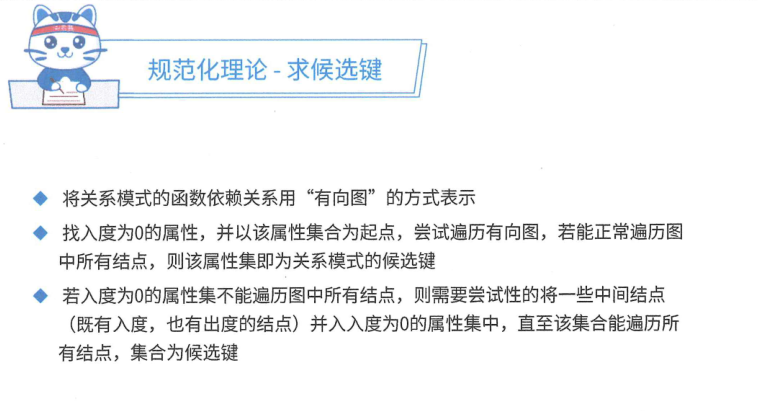 规范化理论 - 求候选键
将关系模式的函数依赖关系用“有向图”的方式表示
找入度为0的属性，并以该属性集合为起点，尝试遍历有向图，若能正常遍历图
中所有结点，则该属性集即为关系模式的候选键
若入度为0的属性集不能遍历图中所有结点，则需要尝试性的将一些中间结点
（既有入度，也有出度的结点）并入入度为0的属性集中，直至该集合能遍历所
有结点，集合为候选键